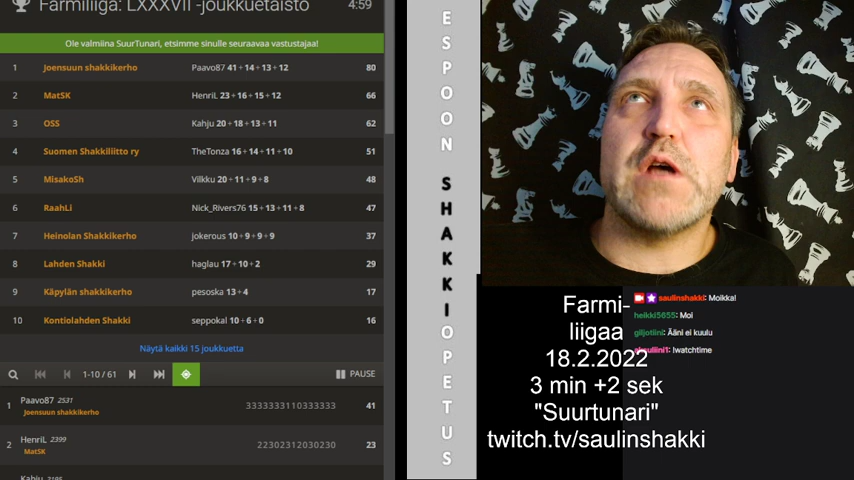 Farmiliiga: LXXXVII -joukkuetaisto 4:59
Ole valmiina SuurTunari, etsimme sinulle seuraavaa vastustajaa!
1 Joensuun shakkikerho Paavo87 41 + 14 + 13 + 12 80
2 MatSK HenriL 23 + 16 + 15 + 12 66
3 OSS Kahju 20 + 18 + 13 + 11 62
4 Suomen Shakkiliitto ry TheTonza 16 + 14 + 11 + 10 51
5 MisakoSh Vilkku 20 + 11 + 9 + 8 48
6 RaahLi Nick_Rivers76 15 + 13 + 11 + 8 47
7 Heinolan Shakkikerho jokerous 10 + 9 + 9 + 9 37
8 Lahden Shakki haglau 17 + 10 + 2 29
9 Käpylän shakkikerho pesoska 13 + 4 17
10 Kontiolahden Shakki seppokal 10 + 6 + 0 16
Näytä kaikki 15 joukkuetta
1-10 / 61 PAUSE
1 Paavo87 2531 3333333110333333 41
Joensuun shakkikerho
2 HenriL 2399 22302312030230 23
MatSK
ESPOON SHAKKIOPETUS
Farmi-
liigaa
18.2.2022
3 min +2 sek
"Suurtunari"
twitch.tv/saulinshakki
saulinshakki: Moikka!
heikki5655: Moi
: Ääni ei kuulu
: !watchtime